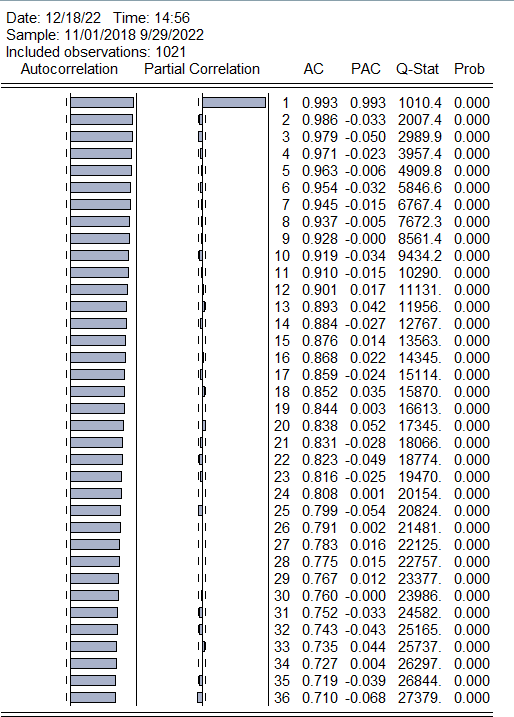 Date: 12/18/22 Time: 14:56
Sample: 11/01/2018 9/29/2022
Included observations: 1021
Autocorrelation Partial Correlation AC PAC Q-Stat Prob
1 0.993 0.993 1010.4 0.000
2 0.986 -0.033 2007.4 0.000
3 0.979 -0.050 2989.9 0.000
4 0.971 -0.023 3957.4 0.000
5 0.963 -0.006 4909.8 0.000
6 0.954 -0.032 5846.6 0.000
7 0.945 -0.015 6767.4 0.000
8 0.937 -0.005 7672.3 0.000
9 0.928 -0.000 8561.4 0.000
10 0.919 -0.034 9434.2 0.000
11 0.910 -0.015 10290. 0.000
12 0.901 0.017 11131. 0.000
13 0.893 0.042 11956. 0.000
14 0.884 -0.027 12767. 0.000
15 0.876 0.014 13563. 0.000
16 0.868 0.022 14345. 0.000
17 0.859 -0.024 15114. 0.000
18 0.852 0.035 15870. 0.000
19 0.844 0.003 16613. 0.000
20 0.838 0.052 17345. 0.000
21 0.831 -0.028 18066. 0.000
22 0.823 -0.049 18774. 0.000
23 0.816 -0.025 19470. 0.000
24 0.808 0.001 20154. 0.000
25 0.799 -0.054 20824. 0.000
26 0.791 0.002 21481. 0.000
27 0.783 0.016 22125. 0.000
28 0.775 0.015 22757. 0.000
29 0.767 0.012 23377. 0.000
30 0.760 -0.000 23986. 0.000
31 0.752 -0.033 24582. 0.000
32 0.743 -0.043 25165. 0.000
33 0.735 0.044 25737. 0.000
34 0.727 0.004 26297. 0.000
35 0.719 -0.039 26844. 0.000
36 0.710 -0.068 27379. 0.000